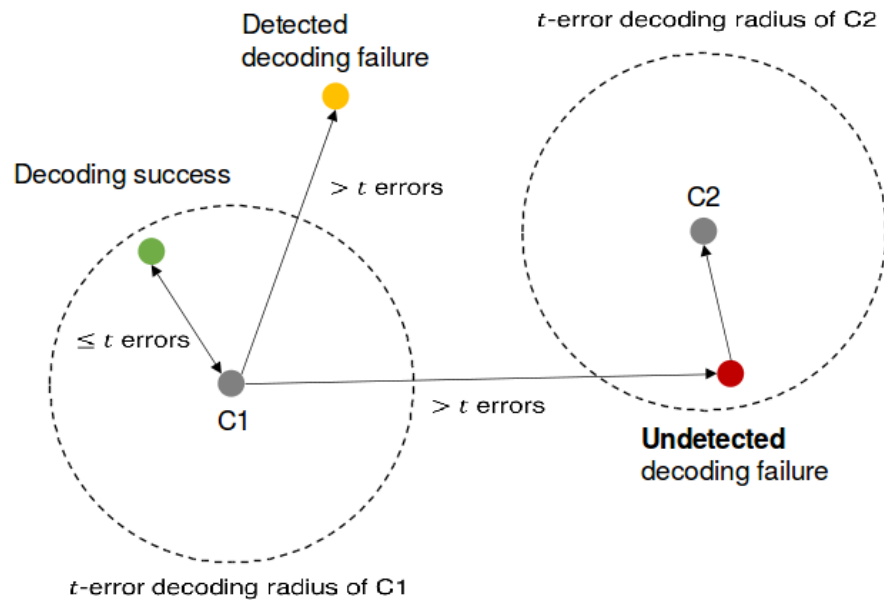 Detected
decoding failure
t-error decoding radius of C2
Decoding success
> t errors
C2
≤ t errors
C1
> t errors
Undetected
decoding failure
t-error decoding radius of C1